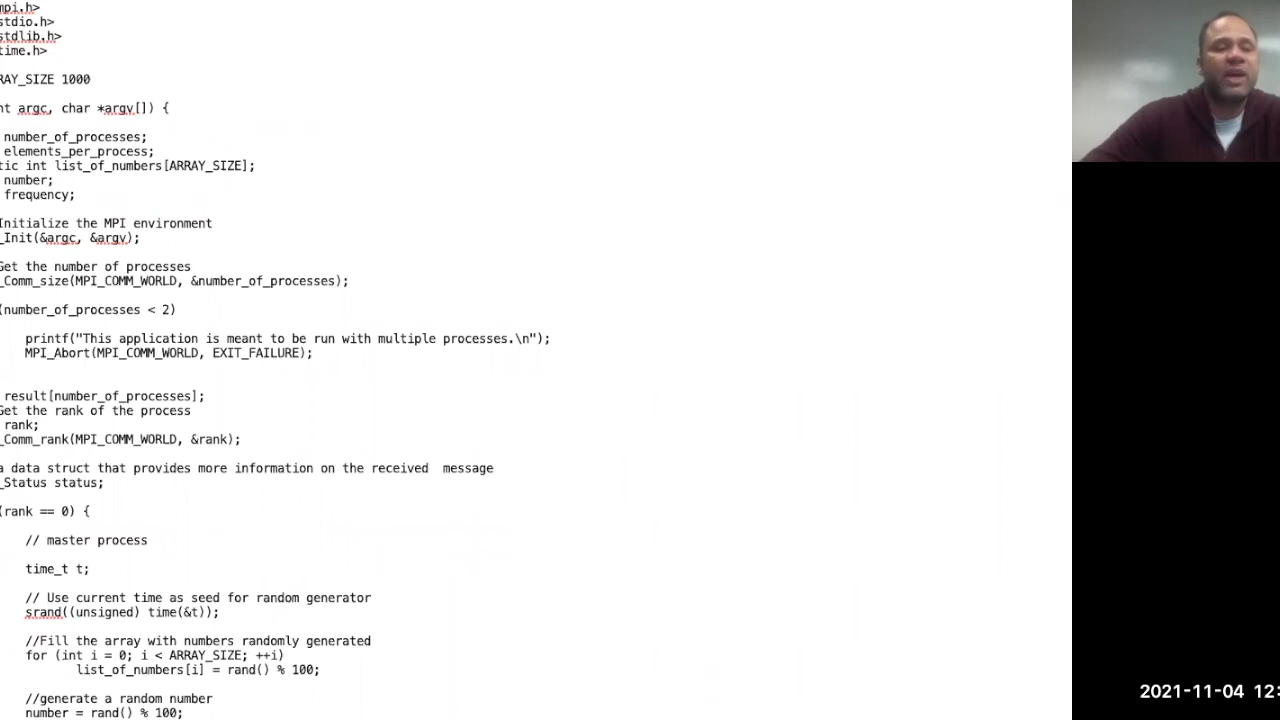 mpi.h>
stdio.h>
stdlib.h>
time.h>
RAY_SIZE 1000
nt argc, char *argv[]) {
number_of_processes;
elements_per_process;
tic int list_of_numbers[ARRAY_SIZE];
number;
frequency;
Initialize the MPI environment
_Init(&argc, &argv);
Get the number of processes
_Comm_size(MPI_COMM_WORLD, &number_of_processes);
(number_of_processes < 2)
printf("This application is meant to be run with multiple processes.\n");
MPI_Abort(MPI_COMM_WORLD, EXIT_FAILURE);
result[number_of_processes];
Get the rank of the process
rank;
_Comm_rank(MPI_COMM_WORLD, &rank);
a data struct that provides more information on the received  message
_Status status;
(rank == 0) {
// master process
time_t t;
// Use current time as seed for random generator
srand((unsigned) time(&t));
//Fill the array with numbers randomly generated
for (int i = 0; i < ARRAY_SIZE; ++i)
list_of_numbers[i] = rand() % 100;
//generate a random number
number = rand() % 100;
2021-11-04 12: